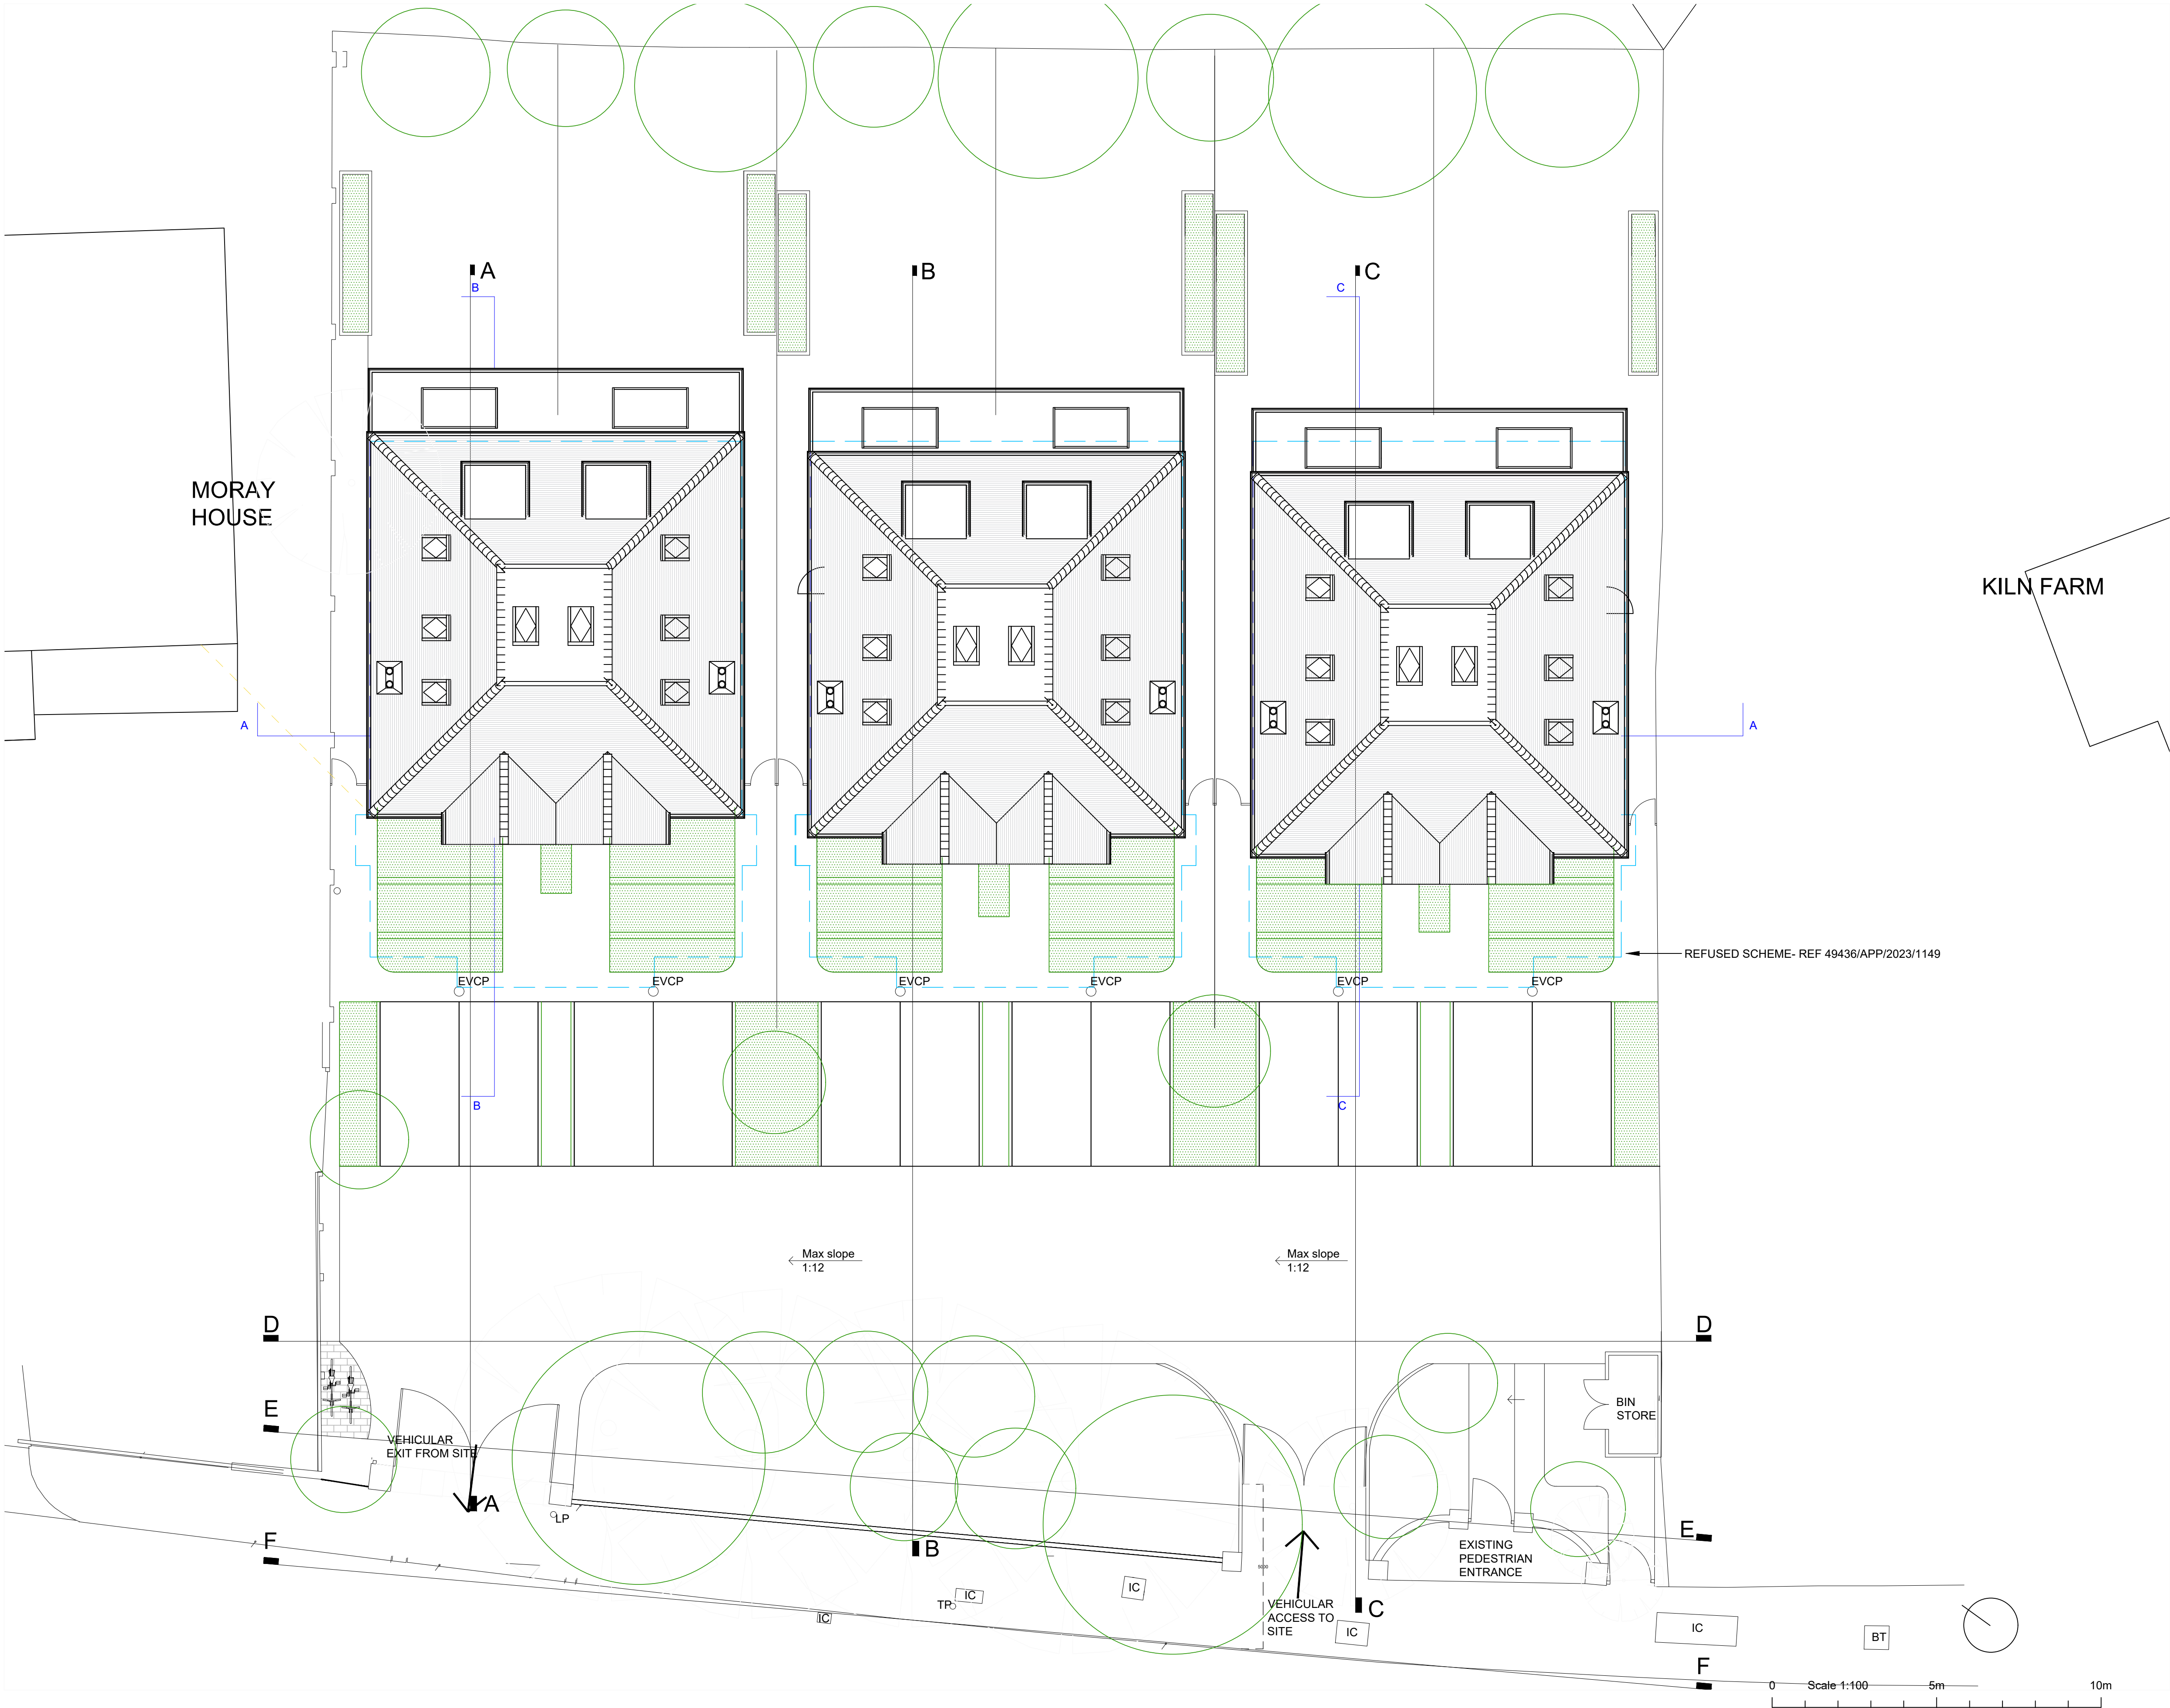 A
B
C
B
C
MORAY
HOUSE
KILN FARM
A
A
REFUSED SCHEME- REF 49436/APP/2023/1149
EVCP
EVCP
EVCP
EVCP
EVCP
EVCP
B
C
Max slope
1:12
Max slope
1:12
D
D
E
BIN
STORE
VEHICULAR
EXIT FROM SITE
A
LP
E
F
B
EXISTING
PEDESTRIAN
ENTRANCE
IC
IC
TP
IC
VEHICULAR
ACCESS TO
SITE
C
IC
IC
BT
F
0
Scale 1:100
5m
10m